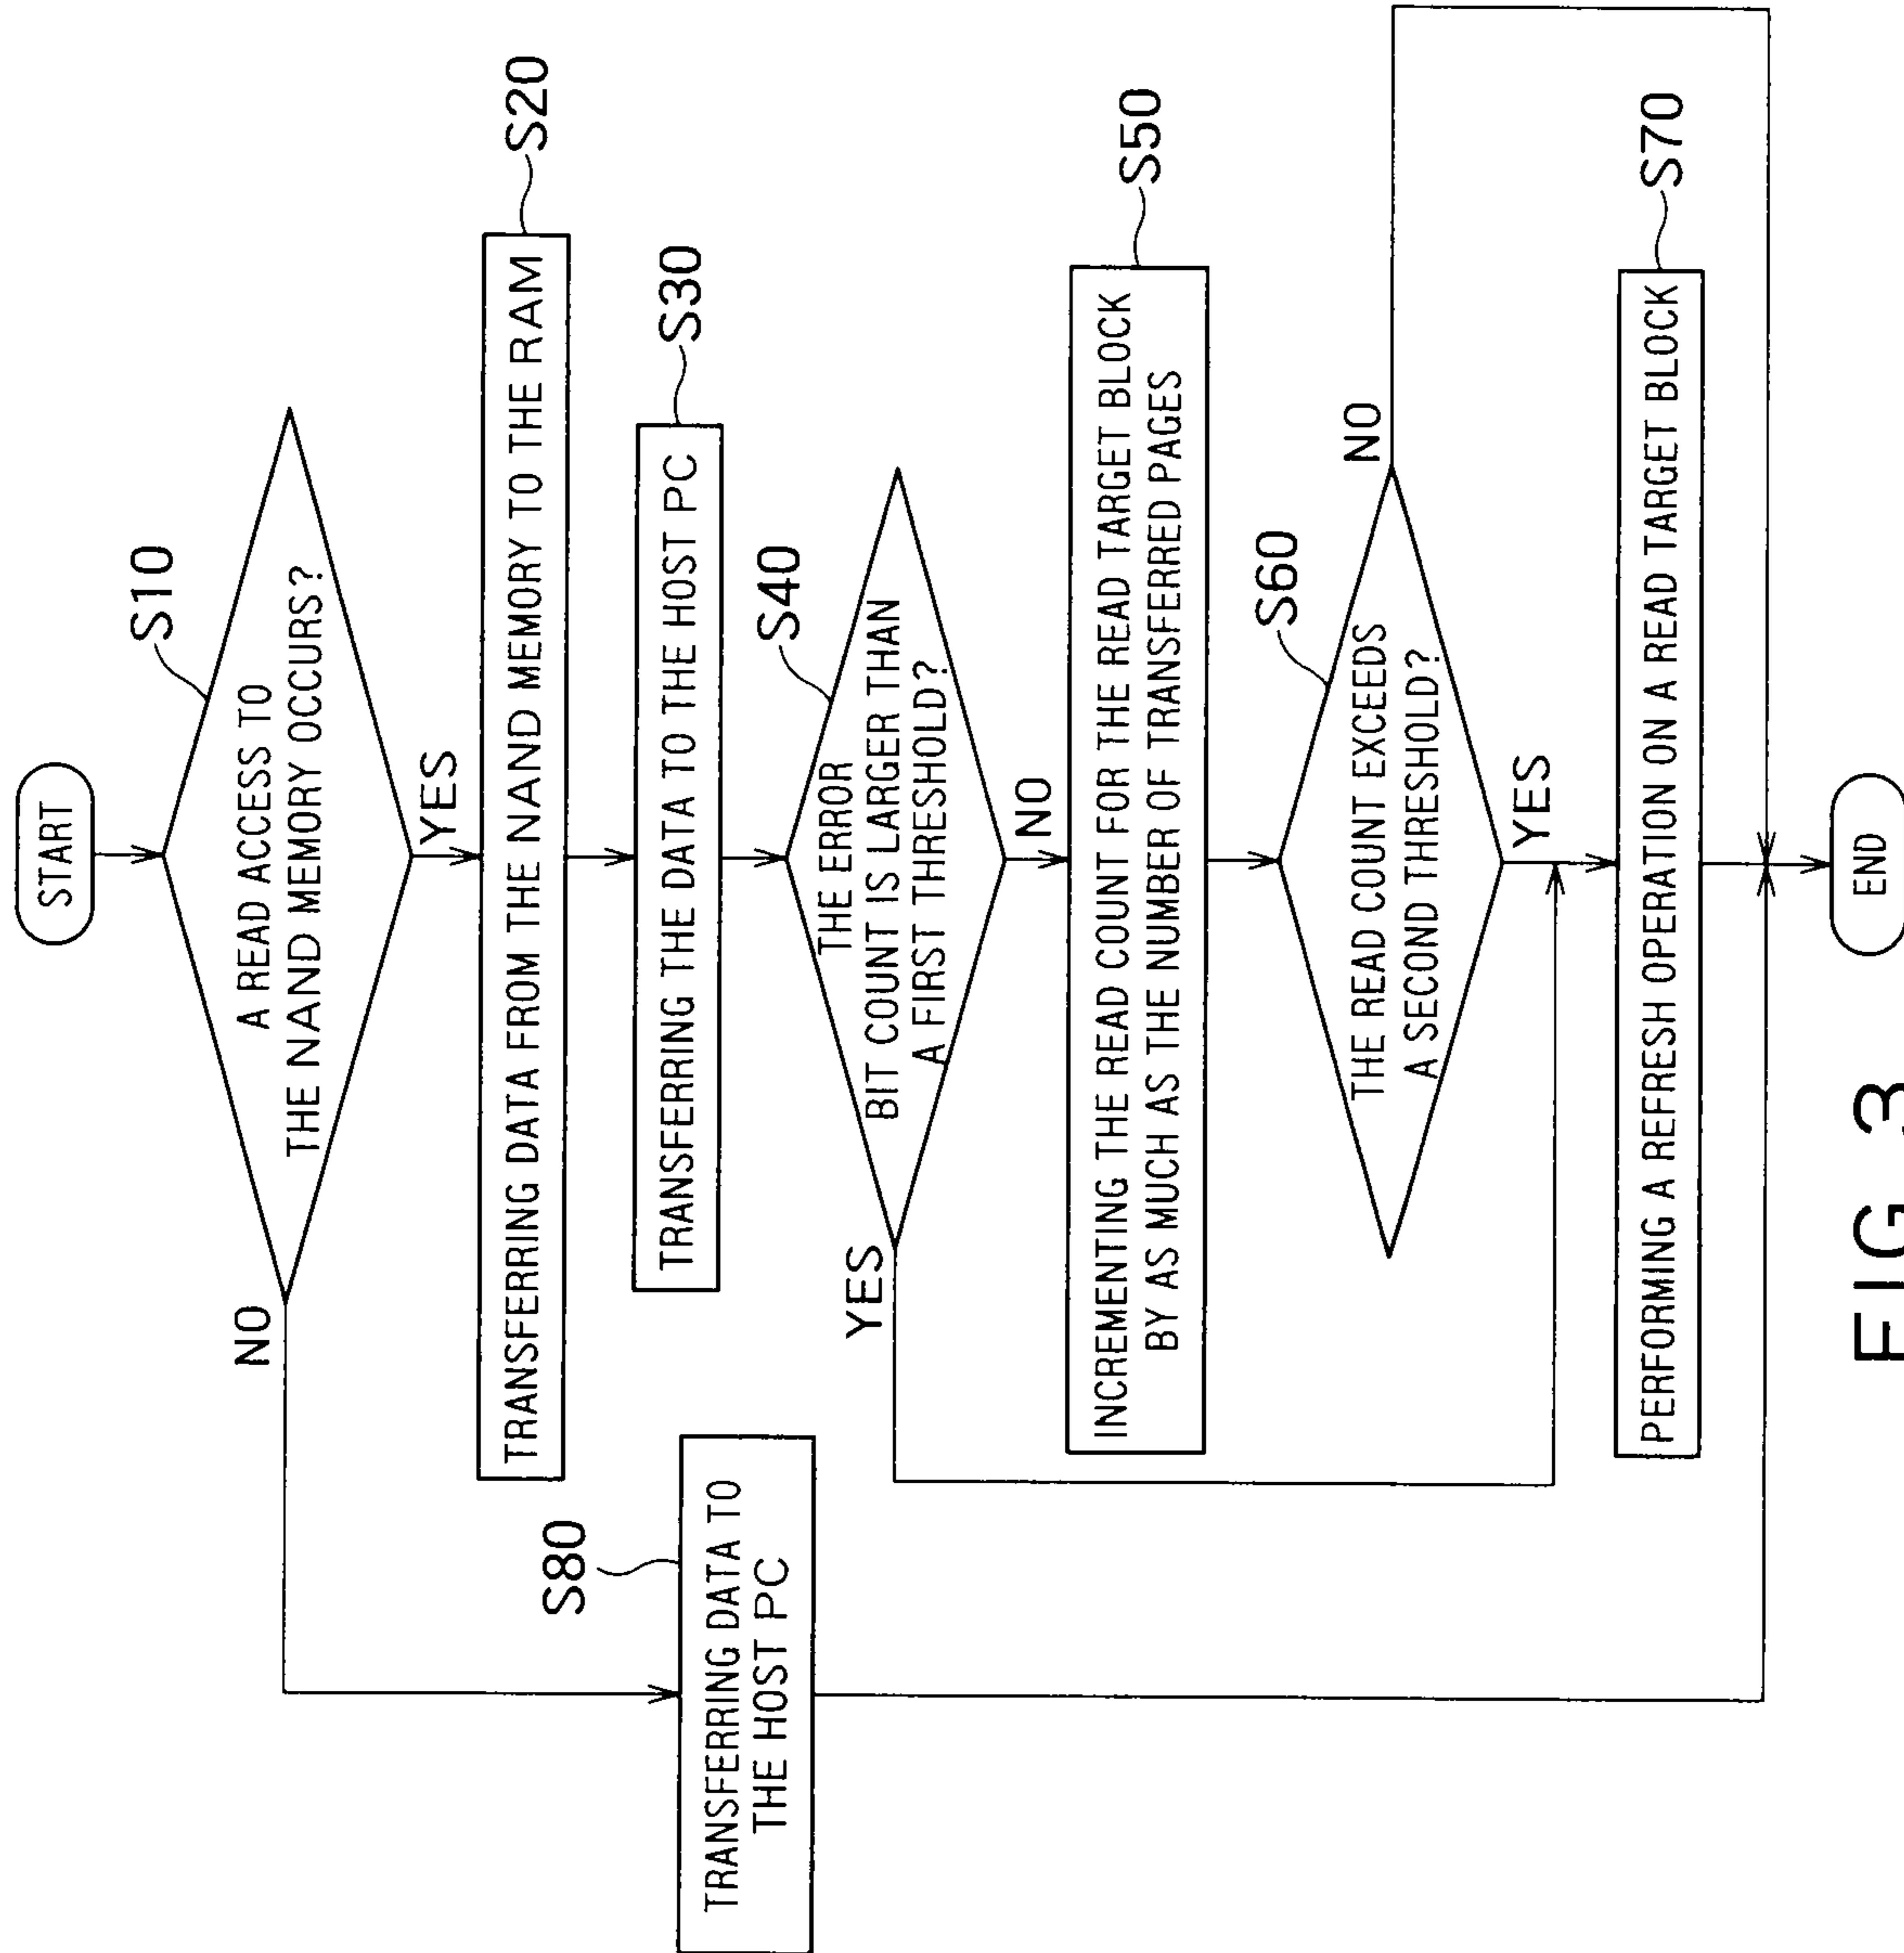 START
S10
A READ ACCESS TO
THE NAND MEMORY OCCURS?
NO
YES
S20
TRANSFERRING DATA FROM THE NAND MEMORY TO THE RAM
S30
TRANSFERRING THE DATA TO THE HOST PC
S80
TRANSFERRING DATA TO
THE HOST PC
S40
THE ERROR
BIT COUNT IS LARGER THAN
A FIRST THRESHOLD?
YES
NO
S50
INCREMENTING THE READ COUNT FOR THE READ TARGET BLOCK
BY AS MUCH AS THE NUMBER OF TRANSFERRED PAGES
S60
THE READ COUNT EXCEEDS
A SECOND THRESHOLD?
NO
YES
S70
PERFORMING A REFRESH OPERATION ON A READ TARGET BLOCK
END
FIG. 3